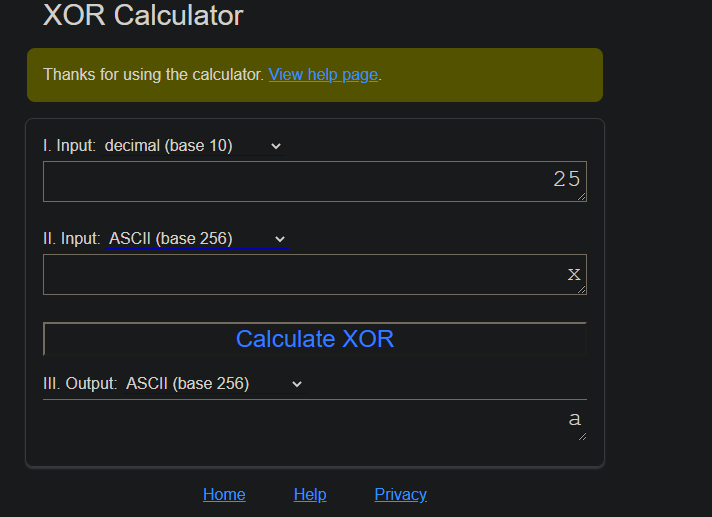 XOR Calculator
Thanks for using the calculator. View help page.
I. Input: decimal (base 10)
25
II. Input: ASCII (base 256)
x
Calculate XOR
III. Output: ASCII (base 256)
a
Home Help Privacy